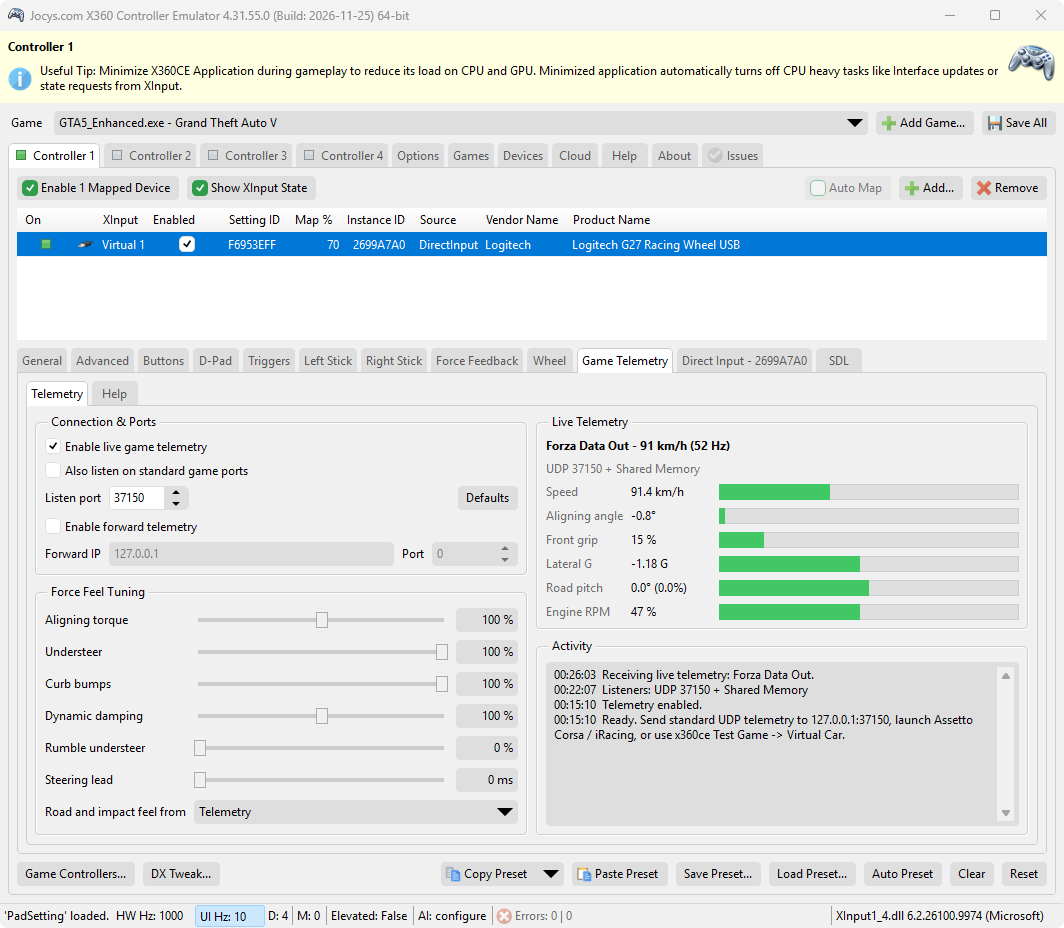 Jocys.com X360 Controller Emulator 4.31.55.0 (Build: 2026-11-25) 64-bit
Controller 1
Useful Tip: Minimize X360CE Application during gameplay to reduce its load on CPU and GPU. Minimized application automatically turns off CPU heavy tasks like Interface updates or
state requests from XInput.
Game GTA5_Enhanced.exe - Grand Theft Auto V Add Game... Save All
Controller 1 Controller 2 Controller 3 Controller 4 Options Games Devices Cloud Help About Issues
Enable 1 Mapped Device Show XInput State Auto Map Add... Remove
On XInput Enabled Setting ID Map % Instance ID Source Vendor Name Product Name
Virtual 1 F6953EFF 70 2699A7A0 DirectInput Logitech Logitech G27 Racing Wheel USB
General Advanced Buttons D-Pad Triggers Left Stick Right Stick Force Feedback Wheel Game Telemetry Direct Input - 2699A7A0 SDL
Telemetry Help
Connection & Ports
Enable live game telemetry
Also listen on standard game ports
Listen port 37150 Defaults
Enable forward telemetry
Forward IP 127.0.0.1 Port 0
Force Feel Tuning
Aligning torque 100 %
Understeer 100 %
Curb bumps 100 %
Dynamic damping 100 %
Rumble understeer 0 %
Steering lead 0 ms
Road and impact feel from Telemetry
Live Telemetry
Forza Data Out - 91 km/h (52 Hz)
UDP 37150 + Shared Memory
Speed 91.4 km/h
Aligning angle -0.8°
Front grip 15 %
Lateral G -1.18 G
Road pitch 0.0° (0.0%)
Engine RPM 47 %
Activity
00:26:03 Receiving live telemetry: Forza Data Out.
00:22:07 Listeners: UDP 37150 + Shared Memory
00:15:10 Telemetry enabled.
00:15:10 Ready. Send standard UDP telemetry to 127.0.0.1:37150, launch Assetto
Corsa / iRacing, or use x360ce Test Game -> Virtual Car.
Game Controllers... DX Tweak... Copy Preset Paste Preset Save Preset... Load Preset... Auto Preset Clear Reset
'PadSetting' loaded. HW Hz: 1000 UI Hz: 10 D: 4 M: 0 Elevated: False AI: configure Errors: 0 | 0 XInput1_4.dll 6.2.26100.9974 (Microsoft)